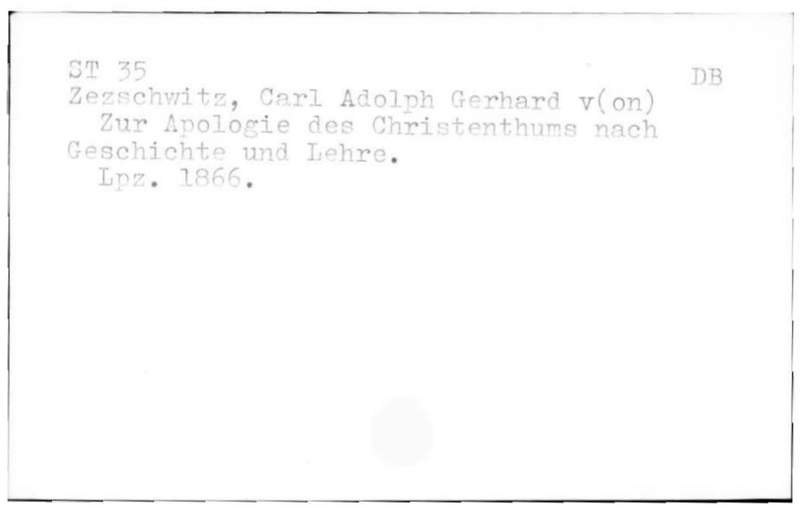 ST 35
DB
Zezschwitz, Carl Adolph Gerhard v(on)
Zur Apologie des Christenthums nach
Geschichte und Lehre.
Lpz. 1866.